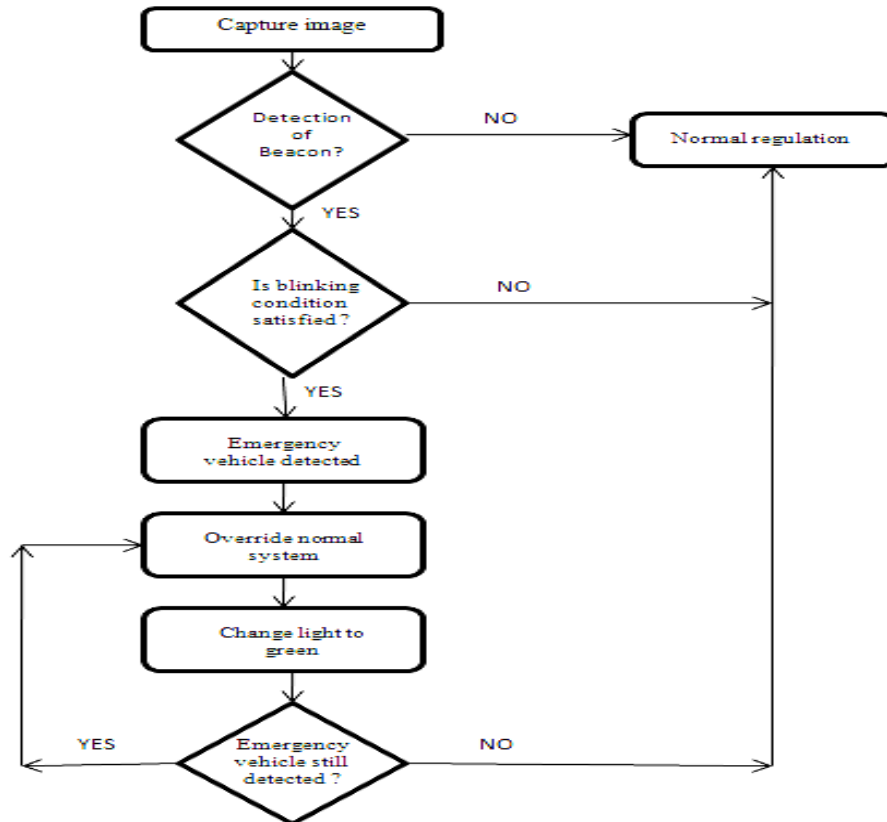 Capture image
Detection
of
Beacon?
NO
Normal regulation
YES
Is blinking
condition
satisfied?
NO
YES
Emergency
vehicle detected
Override normal
system
Change light to
green
YES
Emergency
vehicle still
detected ?
NO